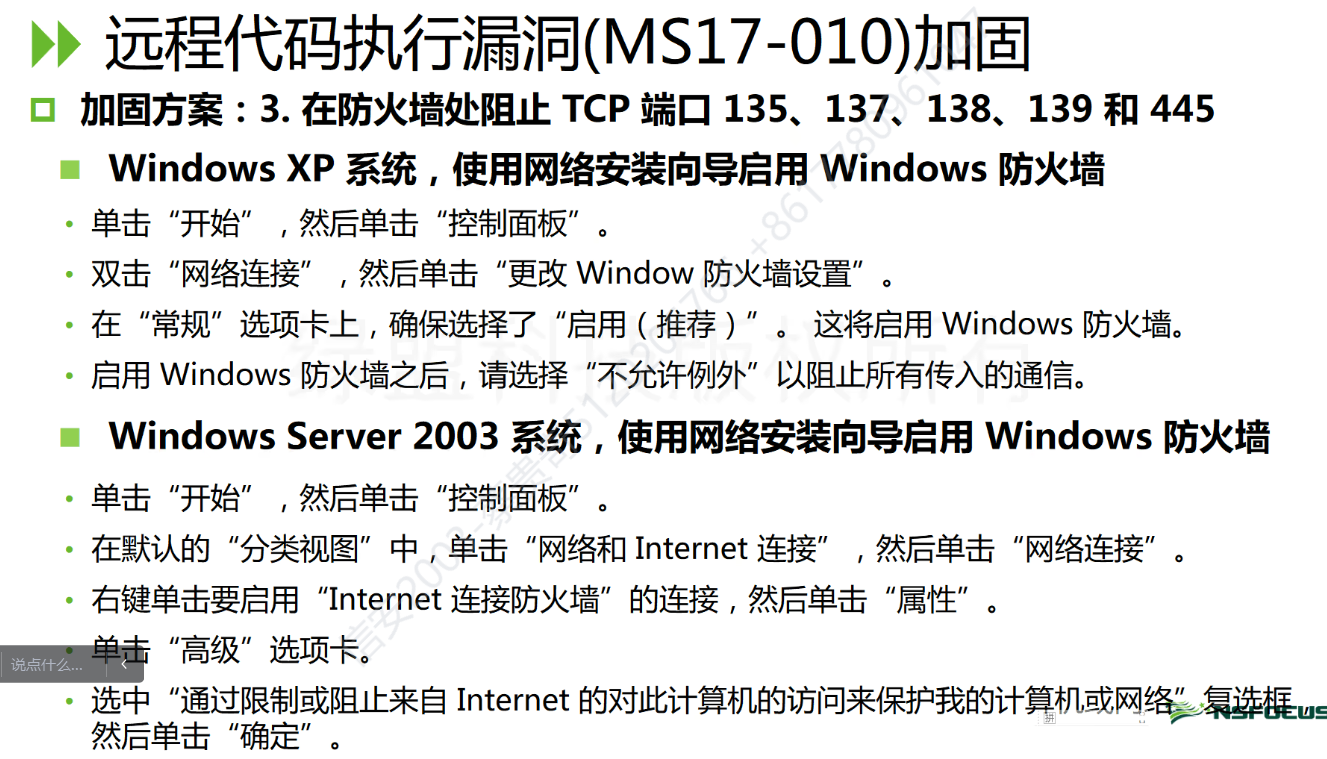 远程代码执行漏洞(MS17-010)加固
加固方案：3. 在防火墙处阻止 TCP 端口 135、137、138、139 和 445
Windows XP 系统，使用网络安装向导启用 Windows 防火墙
单击“开始”，然后单击“控制面板”。
双击“网络连接”，然后单击“更改 Window 防火墙设置”。
在“常规”选项卡上，确保选择了“启用（推荐）”。 这将启用 Windows 防火墙。
启用 Windows 防火墙之后，请选择“不允许例外”以阻止所有传入的通信。
Windows Server 2003 系统，使用网络安装向导启用 Windows 防火墙
单击“开始”，然后单击“控制面板”。
在默认的“分类视图”中，单击“网络和 Internet 连接”，然后单击“网络连接”。
右键单击要启用“Internet 连接防火墙”的连接，然后单击“属性”。
单击“高级”选项卡。
说点什么...
选中“通过限制或阻止来自 Internet 的对此计算机的访问来保护我的计算机或网络”复选框，
然后单击“确定”。
NSFOCUS
绿盟科技版权所有